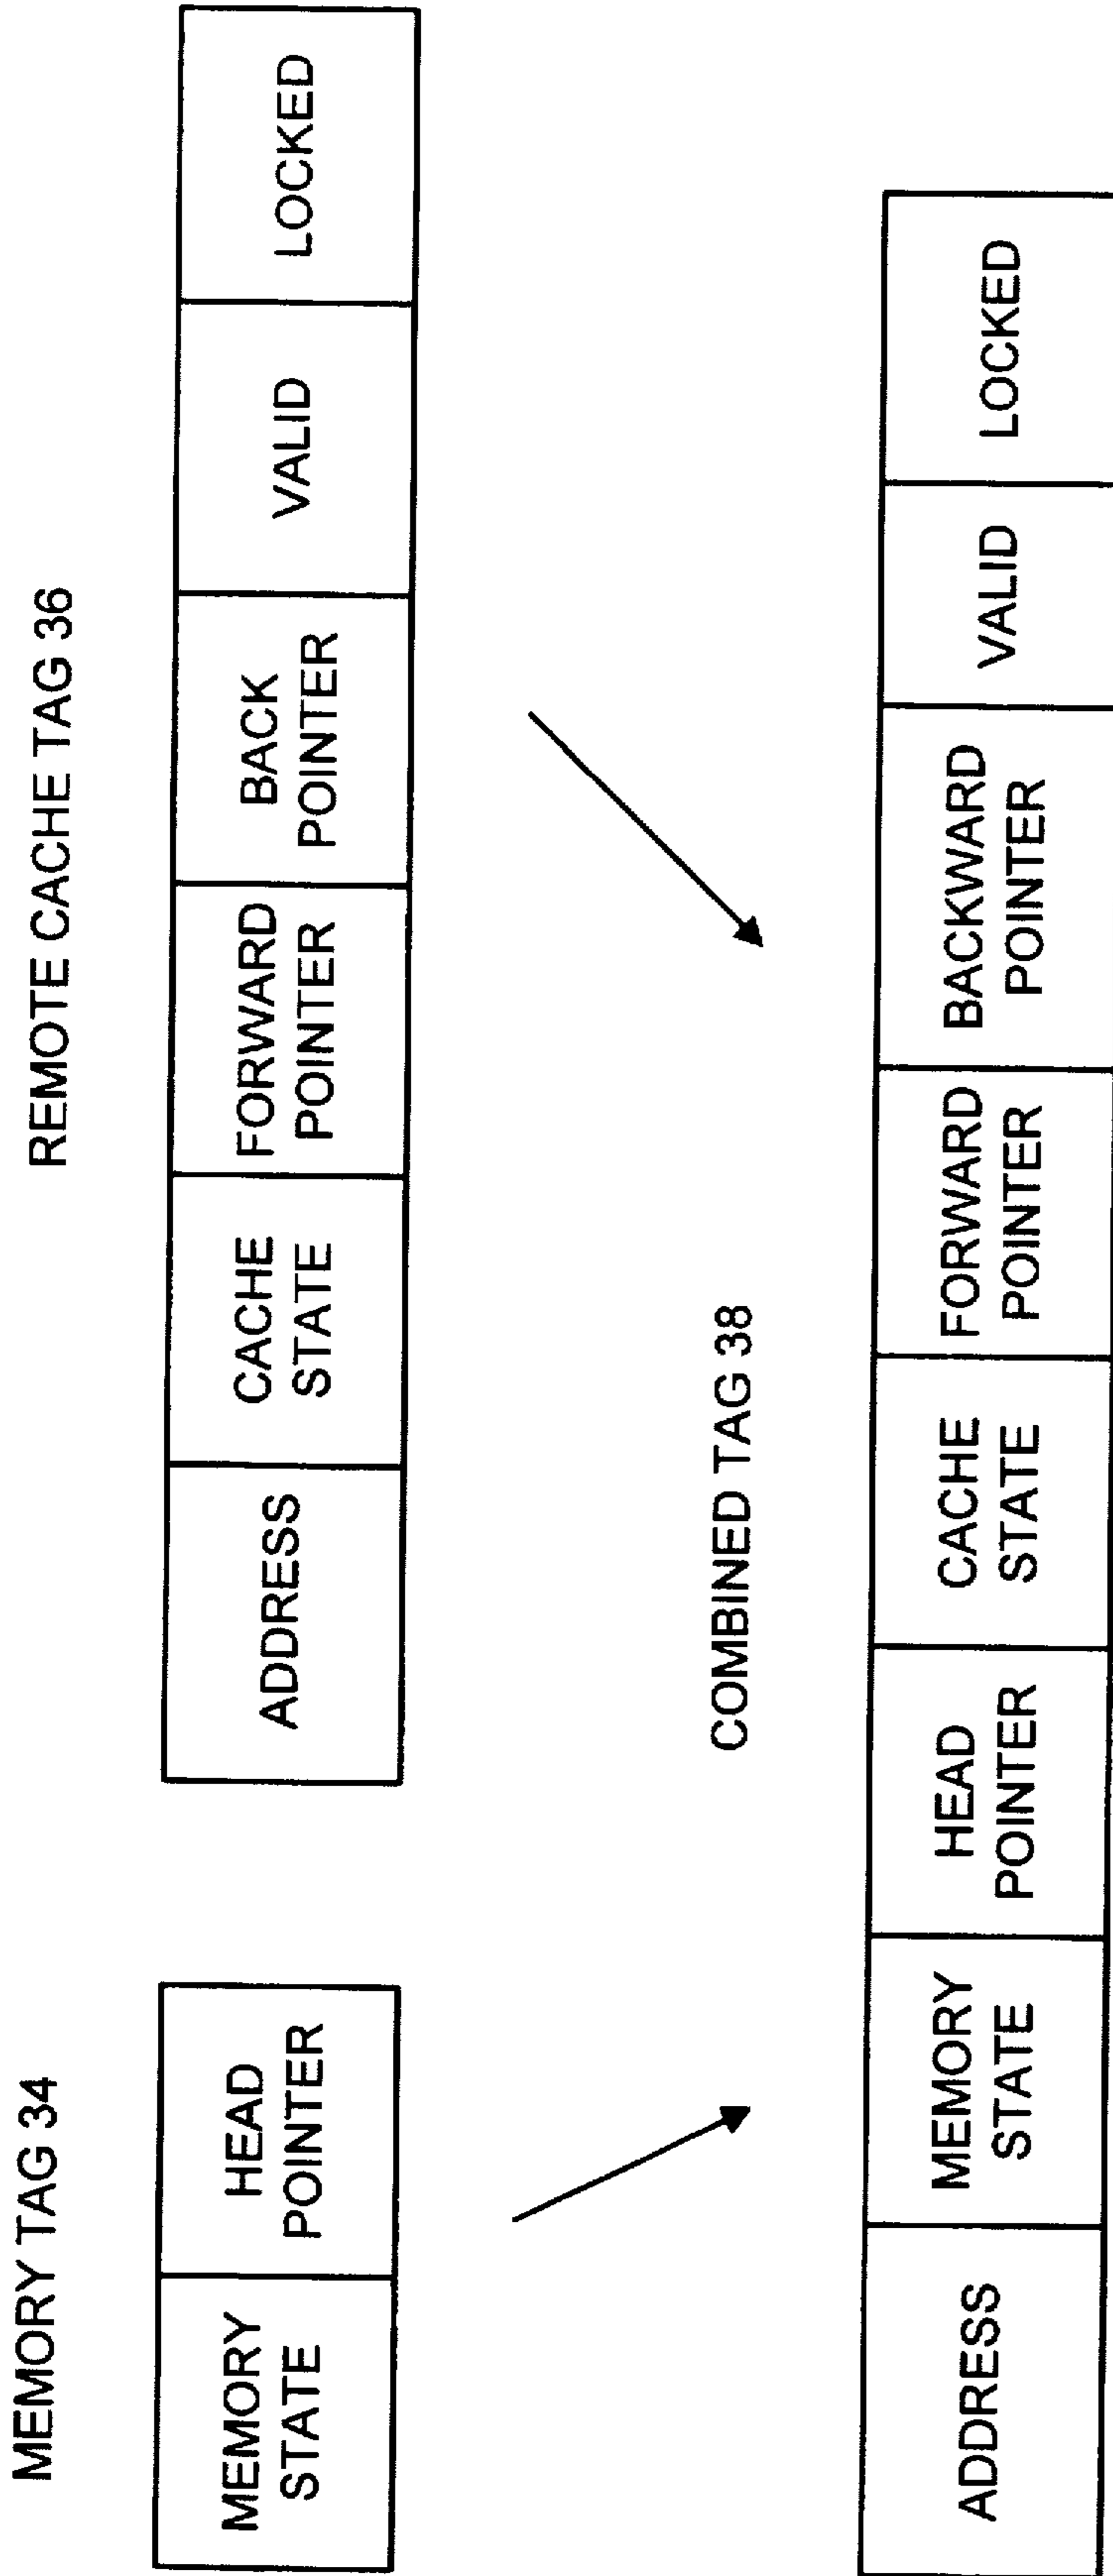 MEMORY TAG 34
REMOTE CACHE TAG 36
MEMORY
STATE
HEAD
POINTER
ADDRESS
CACHE
STATE
FORWARD
POINTER
BACK
POINTER
VALID
LOCKED
COMBINED TAG 38
ADDRESS
MEMORY
STATE
HEAD
POINTER
CACHE
STATE
FORWARD
POINTER
BACKWARD
POINTER
VALID
LOCKED